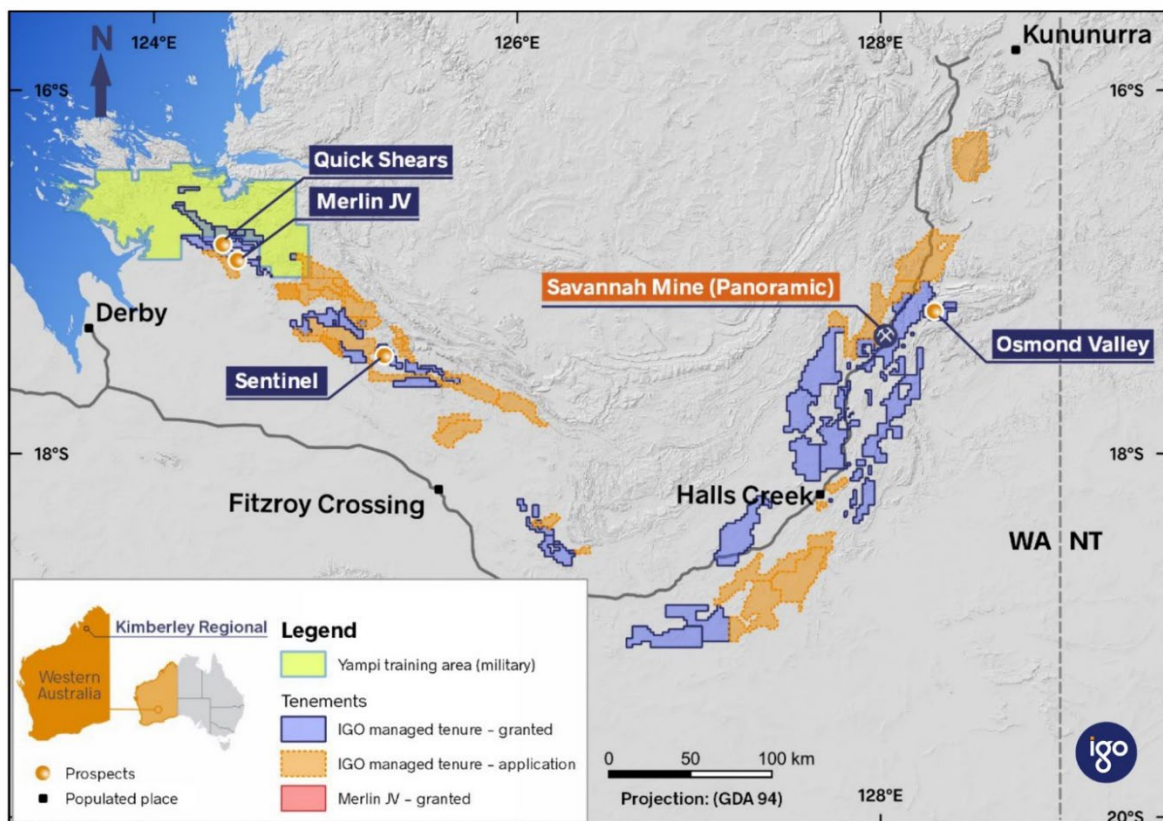 N
124°E
126°E
128°E
Kununurra
16°S
16°S
Quick Shears
Merlin JV
Savannah Mine (Panoramic)
Derby
Osmond Valley
Sentinel
18°S
18°S
Fitzroy Crossing
Halls Creek
WA
NT
Kimberley Regional
Western
Australia
Prospects
Populated place
Legend
Yampi training area (military)
Tenements
IGO managed tenure – granted
IGO managed tenure – application
Merlin JV – granted
0 50 100 km
Projection: (GDA 94)
128°E
20°S
igo